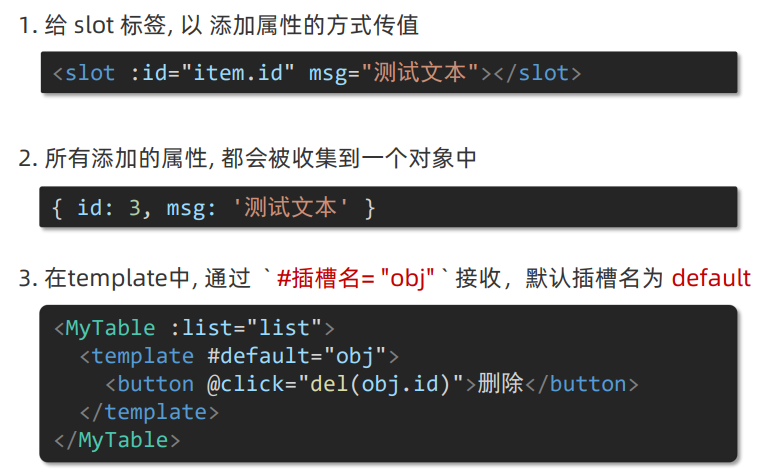 1. 给 slot 标签, 以 添加属性的方式传值
<slot :id="item.id" msg="测试文本"></slot>
2. 所有添加的属性, 都会被收集到一个对象中
{ id: 3, msg: '测试文本' }
3. 在template中, 通过 `#插槽名= "obj"` 接收，默认插槽名为 default
<MyTable :list="list">
  <template #default="obj">
    <button @click="del(obj.id)">删除</button>
  </template>
</MyTable>